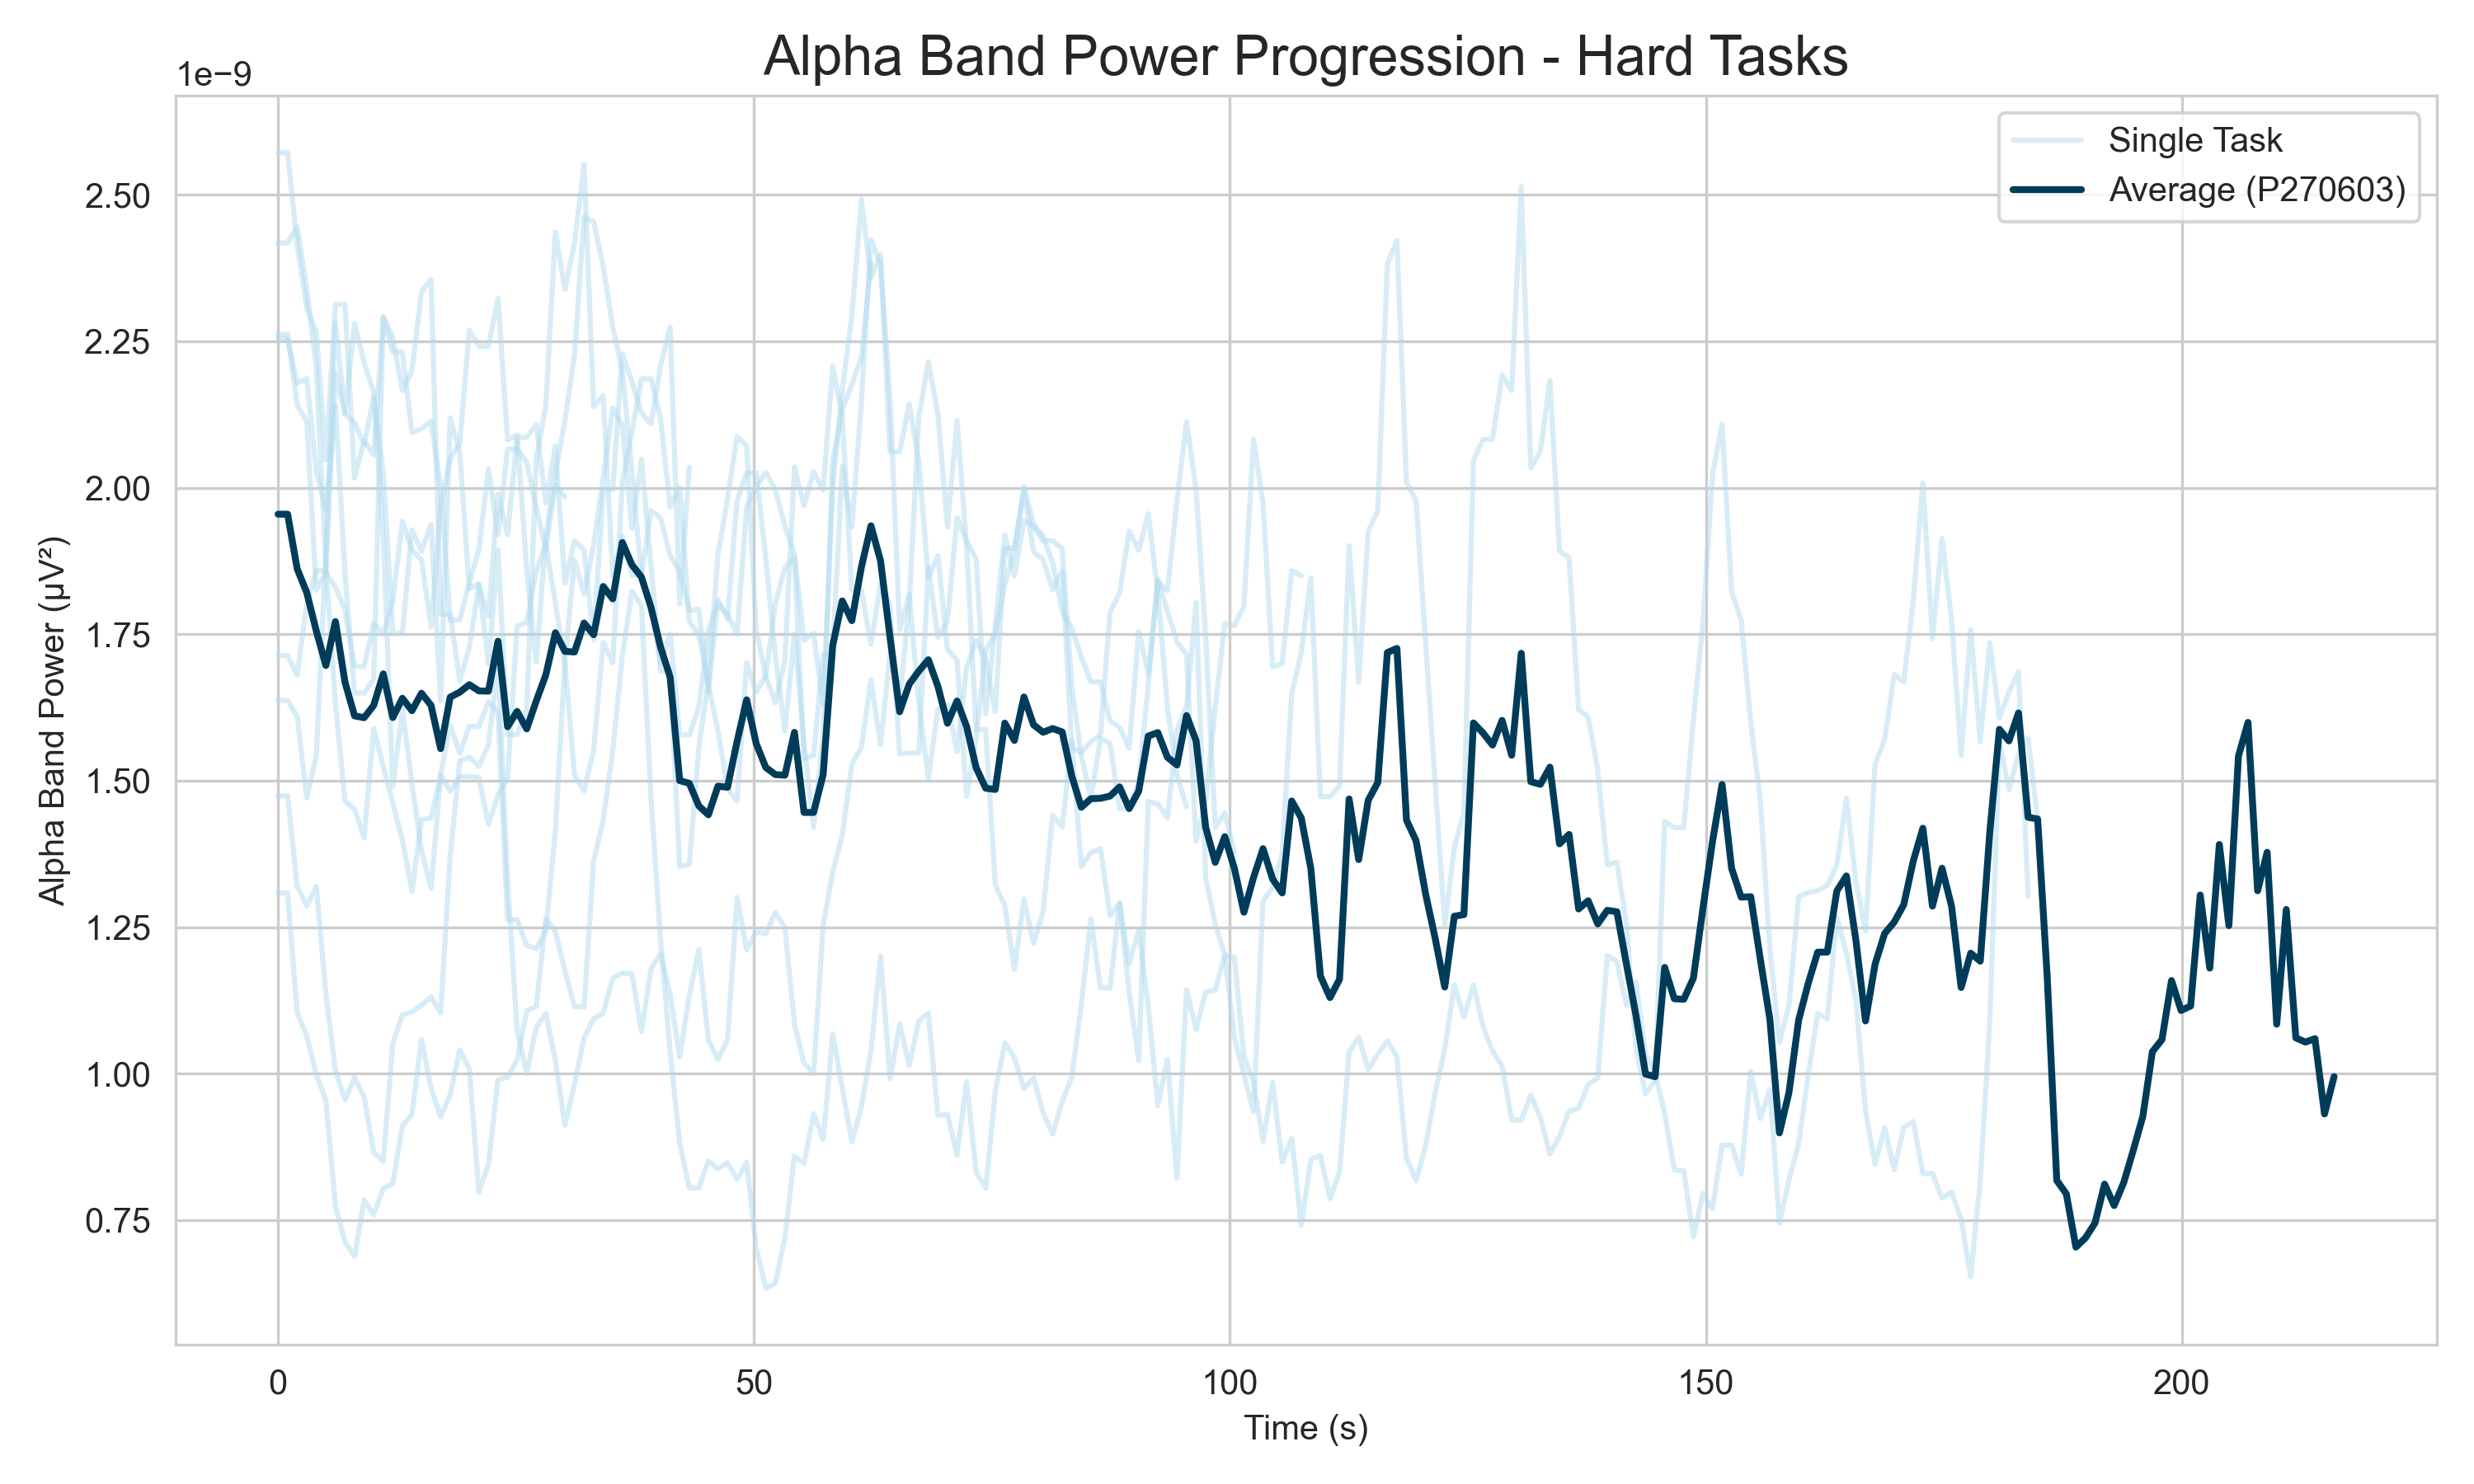 Alpha Band Power Progression - Hard Tasks
1e−9
Single Task
Average (P270603)
2.50
2.25
2.00
1.75
1.50
1.25
1.00
0.75
Alpha Band Power (µV²)
0
50
100
150
200
Time (s)